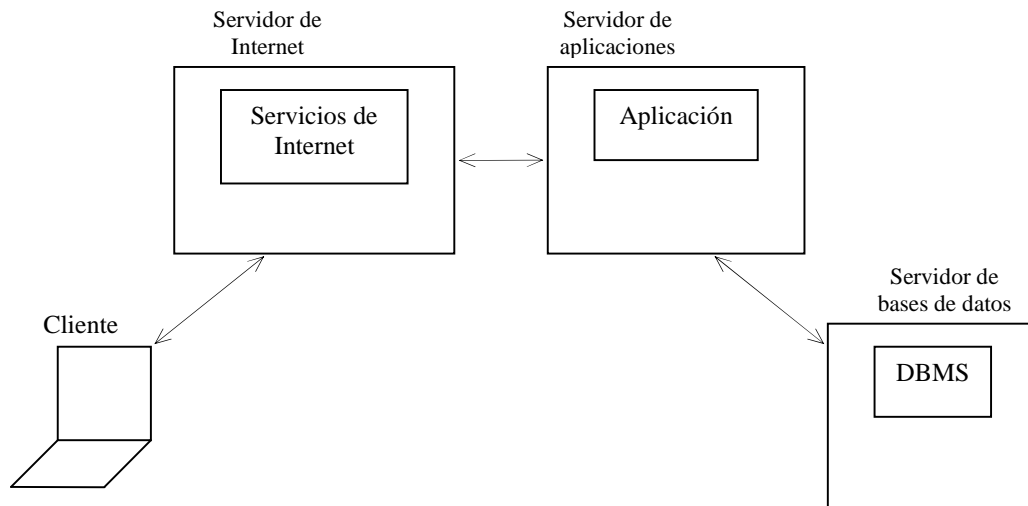 Servidor de
Internet
Servicios de
Internet
Servidor de
aplicaciones
Aplicación
Cliente
Servidor de
bases de datos
DBMS